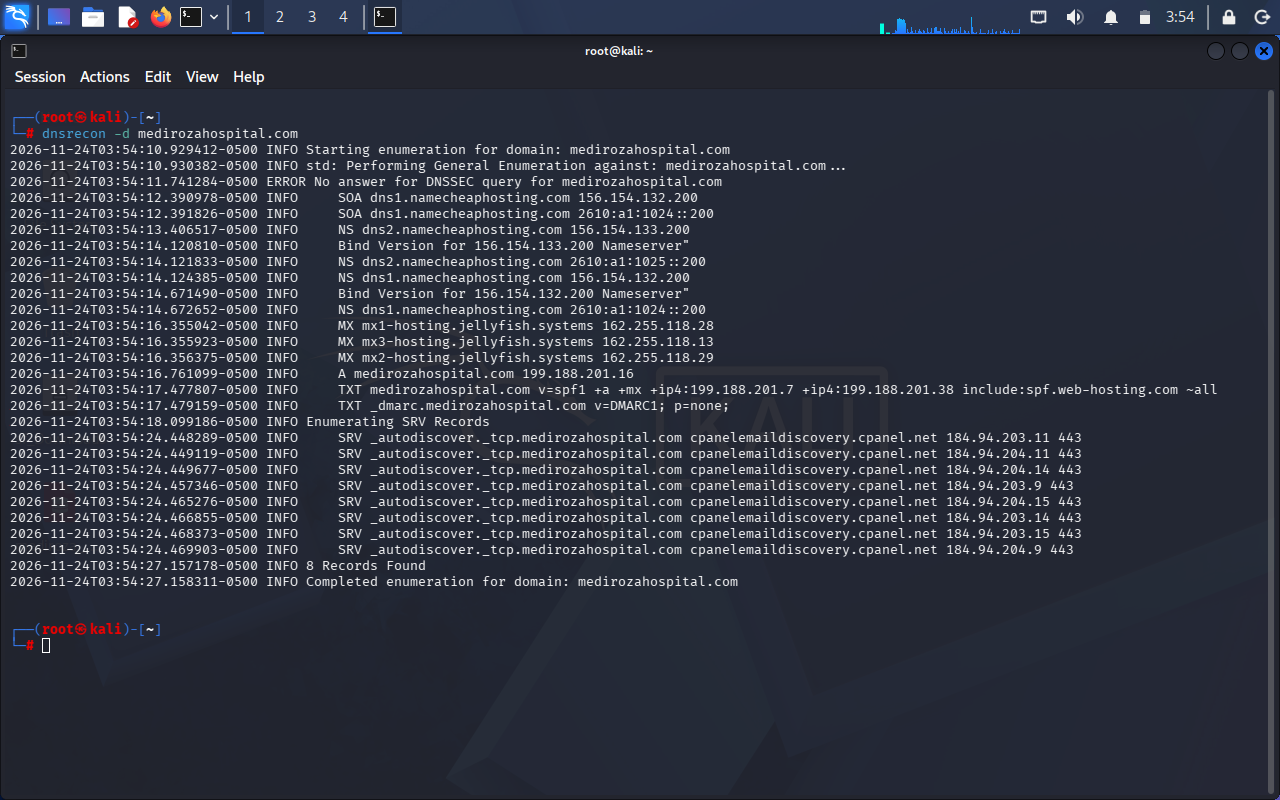 1 2 3 4 3:54
root@kali: ~
Session Actions Edit View Help
┌──(root㉿kali)-[~]
└─# dnsrecon -d medirozahospital.com
2026-11-24T03:54:10.929412-0500 INFO Starting enumeration for domain: medirozahospital.com
2026-11-24T03:54:10.930382-0500 INFO std: Performing General Enumeration against: medirozahospital.com...
2026-11-24T03:54:11.741284-0500 ERROR No answer for DNSSEC query for medirozahospital.com
2026-11-24T03:54:12.390978-0500 INFO      SOA dns1.namecheaphosting.com 156.154.132.200
2026-11-24T03:54:12.391826-0500 INFO      SOA dns1.namecheaphosting.com 2610:a1:1024::200
2026-11-24T03:54:13.406517-0500 INFO      NS dns2.namecheaphosting.com 156.154.133.200
2026-11-24T03:54:14.120810-0500 INFO      Bind Version for 156.154.133.200 Nameserver"
2026-11-24T03:54:14.121833-0500 INFO      NS dns2.namecheaphosting.com 2610:a1:1025::200
2026-11-24T03:54:14.124385-0500 INFO      NS dns1.namecheaphosting.com 156.154.132.200
2026-11-24T03:54:14.671490-0500 INFO      Bind Version for 156.154.132.200 Nameserver"
2026-11-24T03:54:14.672652-0500 INFO      NS dns1.namecheaphosting.com 2610:a1:1024::200
2026-11-24T03:54:16.355042-0500 INFO      MX mx1-hosting.jellyfish.systems 162.255.118.28
2026-11-24T03:54:16.355923-0500 INFO      MX mx3-hosting.jellyfish.systems 162.255.118.13
2026-11-24T03:54:16.356375-0500 INFO      MX mx2-hosting.jellyfish.systems 162.255.118.29
2026-11-24T03:54:16.761099-0500 INFO      A medirozahospital.com 199.188.201.16
2026-11-24T03:54:17.477807-0500 INFO      TXT medirozahospital.com v=spf1 +a +mx +ip4:199.188.201.7 +ip4:199.188.201.38 include:spf.web-hosting.com ~all
2026-11-24T03:54:17.479159-0500 INFO      TXT _dmarc.medirozahospital.com v=DMARC1; p=none;
2026-11-24T03:54:18.099186-0500 INFO Enumerating SRV Records
2026-11-24T03:54:24.448289-0500 INFO      SRV _autodiscover._tcp.medirozahospital.com cpanelemaildiscovery.cpanel.net 184.94.203.11 443
2026-11-24T03:54:24.449119-0500 INFO      SRV _autodiscover._tcp.medirozahospital.com cpanelemaildiscovery.cpanel.net 184.94.204.11 443
2026-11-24T03:54:24.449677-0500 INFO      SRV _autodiscover._tcp.medirozahospital.com cpanelemaildiscovery.cpanel.net 184.94.204.14 443
2026-11-24T03:54:24.457346-0500 INFO      SRV _autodiscover._tcp.medirozahospital.com cpanelemaildiscovery.cpanel.net 184.94.203.9 443
2026-11-24T03:54:24.465276-0500 INFO      SRV _autodiscover._tcp.medirozahospital.com cpanelemaildiscovery.cpanel.net 184.94.204.15 443
2026-11-24T03:54:24.466855-0500 INFO      SRV _autodiscover._tcp.medirozahospital.com cpanelemaildiscovery.cpanel.net 184.94.203.14 443
2026-11-24T03:54:24.468373-0500 INFO      SRV _autodiscover._tcp.medirozahospital.com cpanelemaildiscovery.cpanel.net 184.94.203.15 443
2026-11-24T03:54:24.469903-0500 INFO      SRV _autodiscover._tcp.medirozahospital.com cpanelemaildiscovery.cpanel.net 184.94.204.9 443
2026-11-24T03:54:27.157178-0500 INFO 8 Records Found
2026-11-24T03:54:27.158311-0500 INFO Completed enumeration for domain: medirozahospital.com
KALI
┌──(root㉿kali)-[~]
└─#